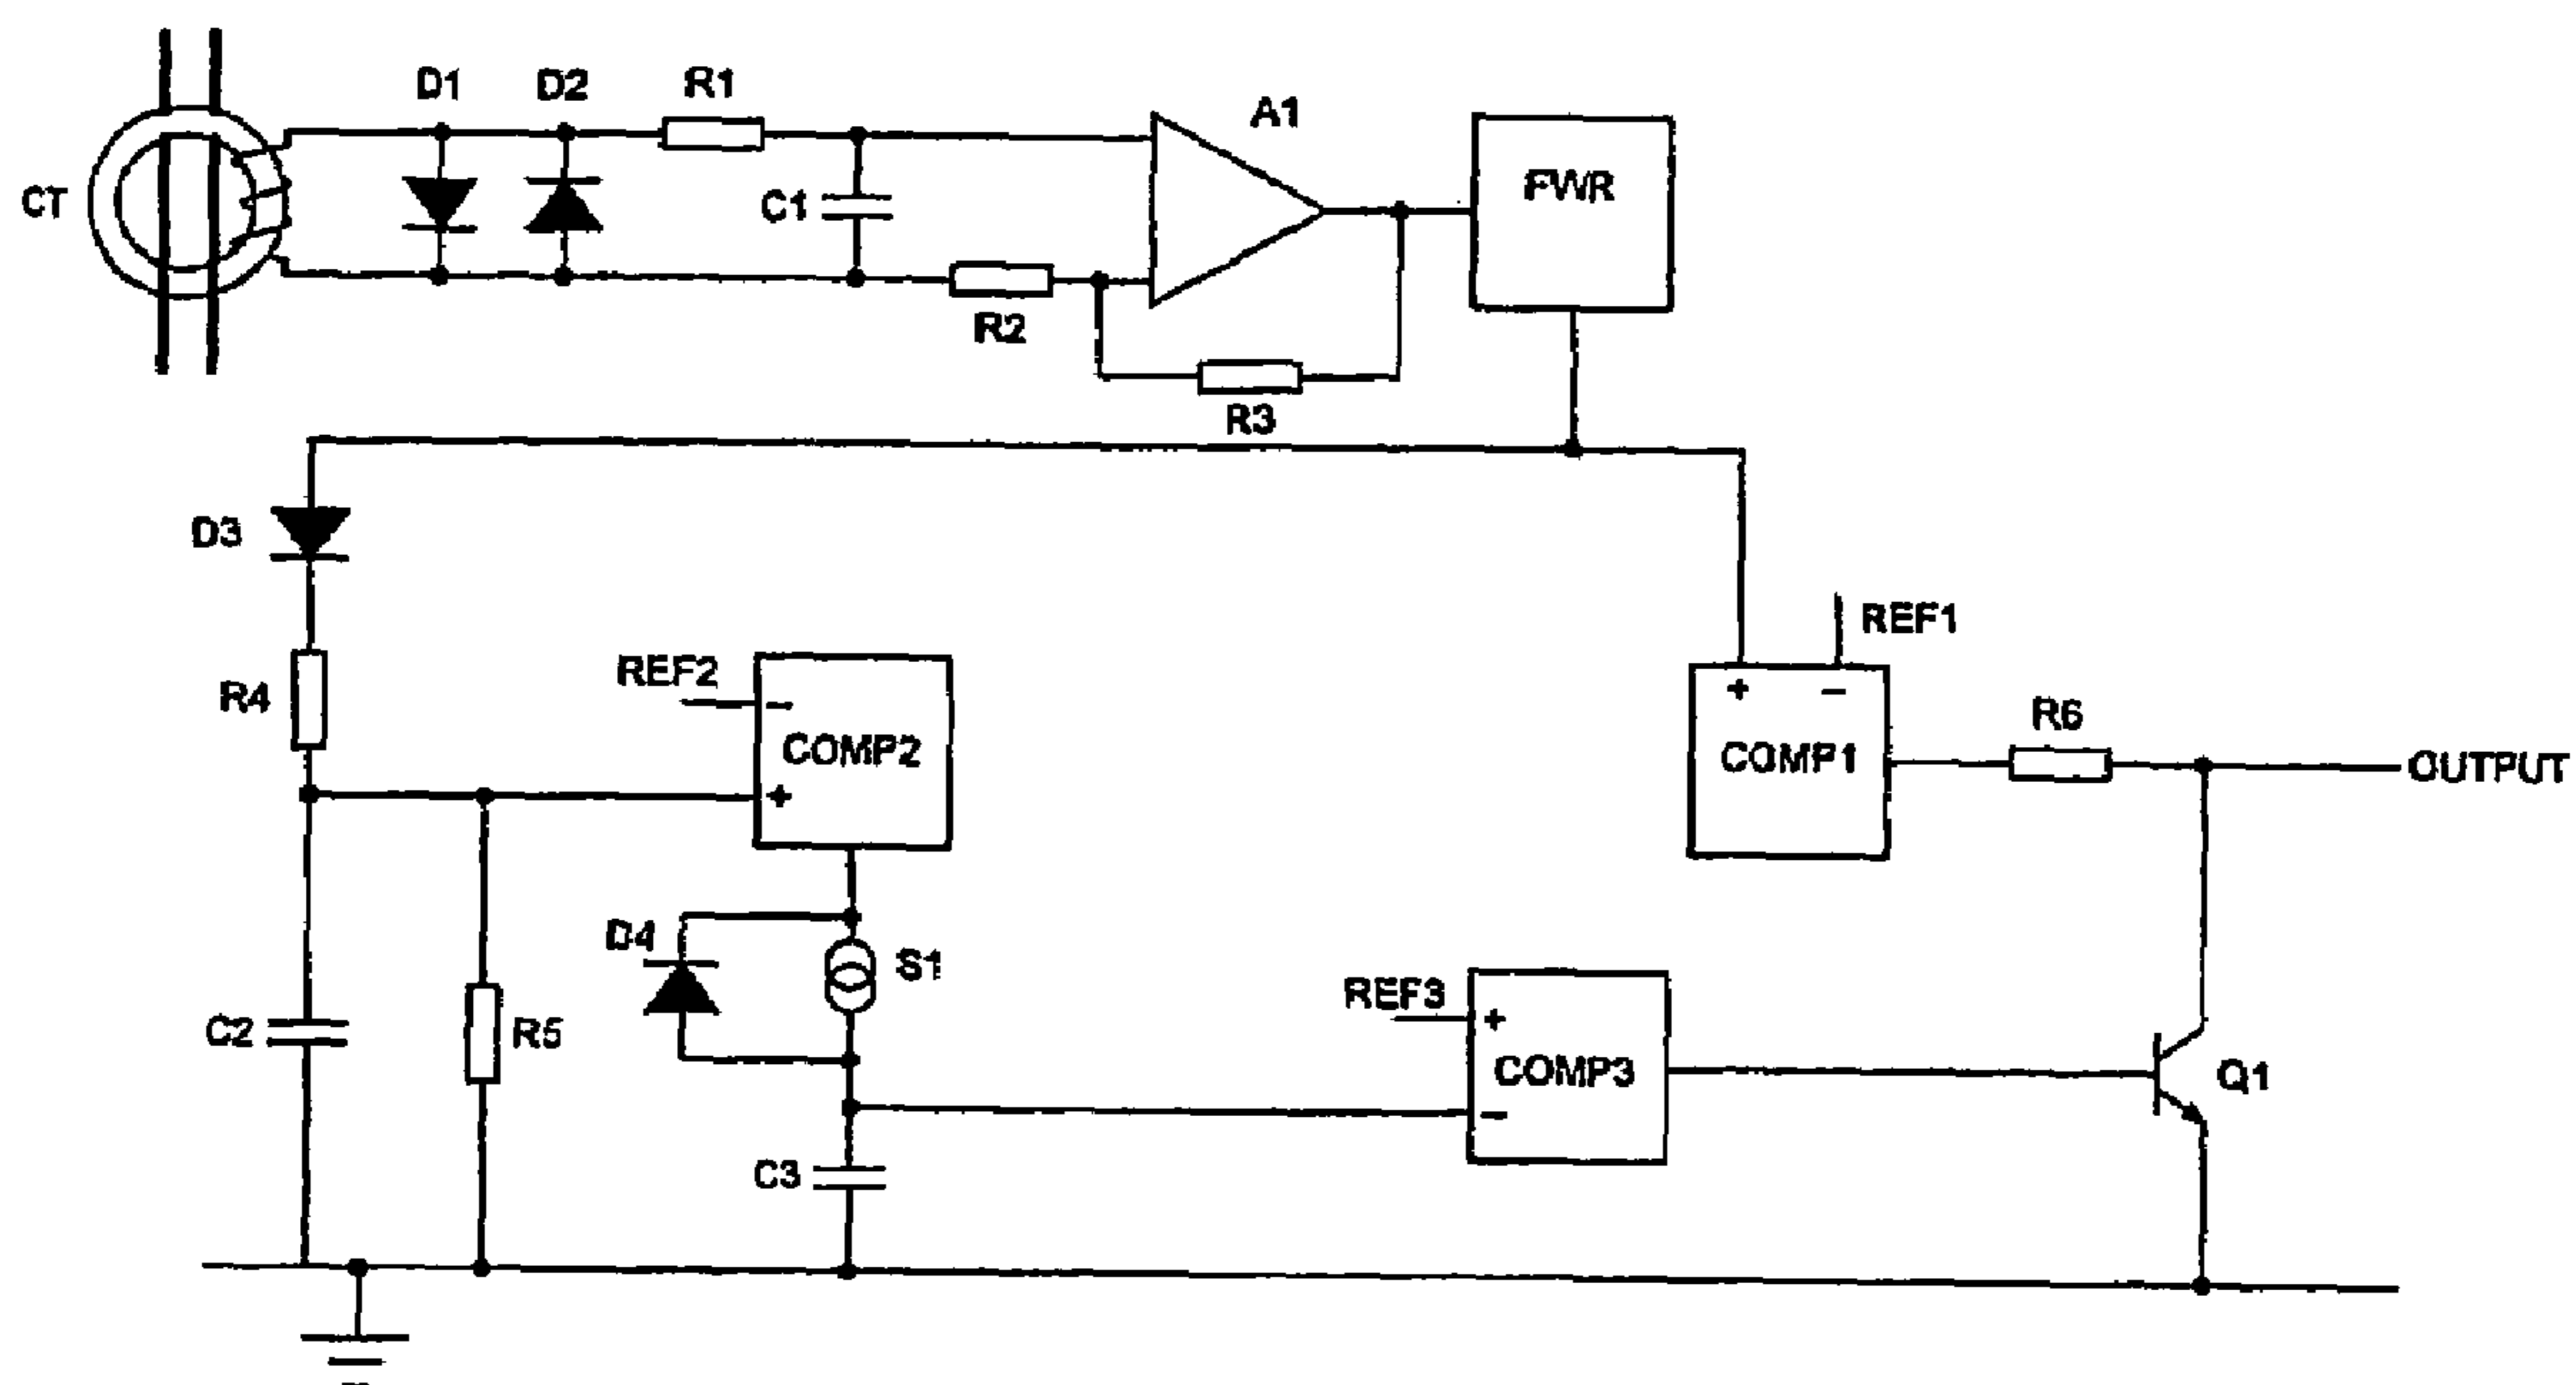 D1 D2 R1 A1
FWR
CT
C1
R2
R3
D3
REF1
REF2
R4
R6
COMP2
COMP1
OUTPUT
D4
S1
REF3
C2
R5
COMP3
Q1
C3